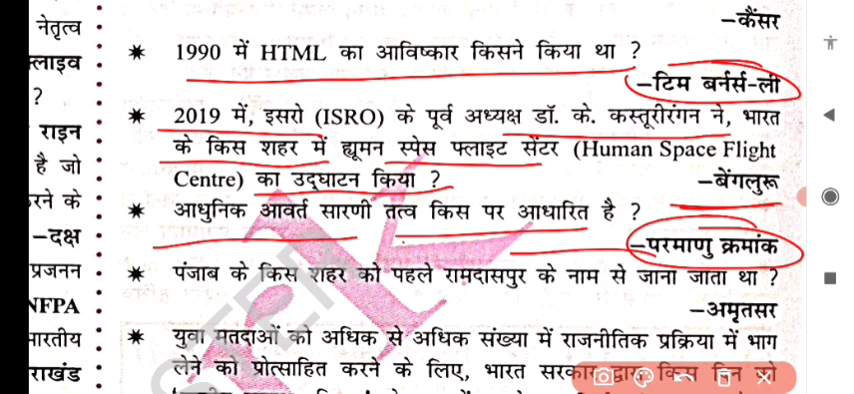 नेतृत्व
लाइव
?
राइन
है जो
रने के
–दक्ष
प्रजनन
NFPA
भारतीय
राखंड
–कैंसर
* 1990 में HTML का आविष्कार किसने किया था ?
–टिम बर्नर्स-ली
* 2019 में, इसरो (ISRO) के पूर्व अध्यक्ष डॉ. के. कस्तूरीरंगन ने, भारत
के किस शहर में ह्यूमन स्पेस फ्लाइट सेंटर (Human Space Flight
Centre) का उद्घाटन किया ?
–बेंगलुरू
* आधुनिक आवर्त सारणी तत्व किस पर आधारित है ?
–परमाणु क्रमांक
* पंजाब के किस शहर को पहले रामदासपुर के नाम से जाना जाता था ?
–अमृतसर
* युवा मतदाओं को अधिक से अधिक संख्या में राजनीतिक प्रक्रिया में भाग
लेने को प्रोत्साहित करने के लिए, भारत सरकार द्वारा किस दिन को